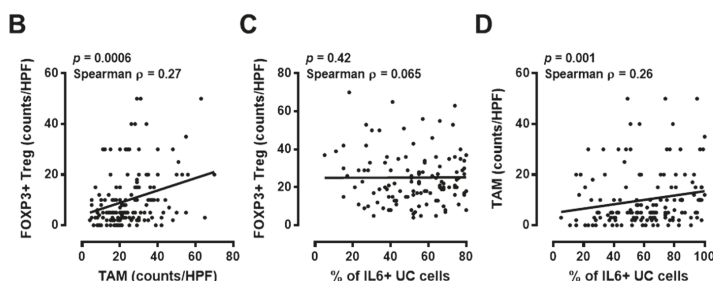 B
p = 0.0006
Spearman ρ = 0.27
FOXP3+ Treg (counts/HPF)
60
40
20
0
0 20 40 60 80
TAM (counts/HPF)
C
p = 0.42
Spearman ρ = 0.065
FOXP3+ Treg (counts/HPF)
80
60
40
20
0
0 20 40 60 80
% of IL6+ UC cells
D
p = 0.001
Spearman ρ = 0.26
TAM (counts/HPF)
60
40
20
0
0 20 40 60 80 100
% of IL6+ UC cells